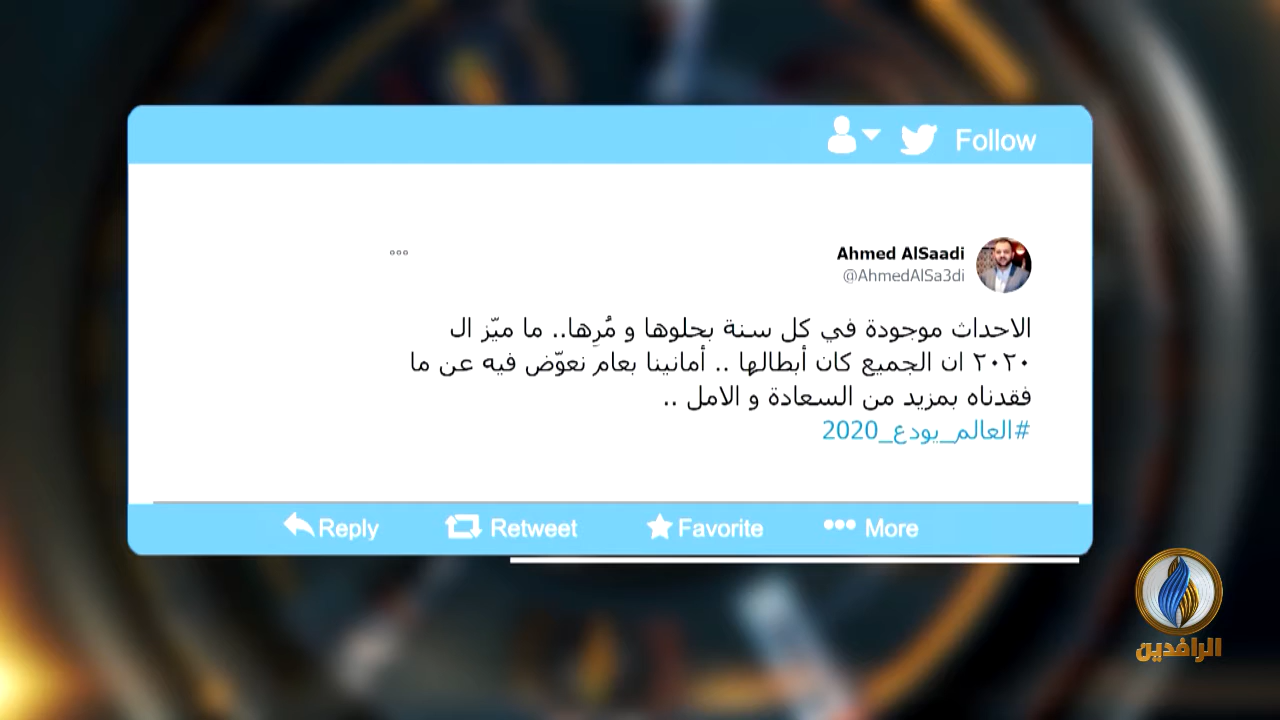 Follow
Ahmed AlSaadi
@AhmedAlSa3di
الاحداث موجودة في كل سنة بحلوها و مُرِها.. ما ميّز ال
٢٠٢٠ ان الجميع كان أبطالها .. أمانينا بعام نعوّض فيه عن ما
فقدناه بمزيد من السعادة و الامل ..
#العالم_يودع_2020
Reply Retweet Favorite More
الرافدين